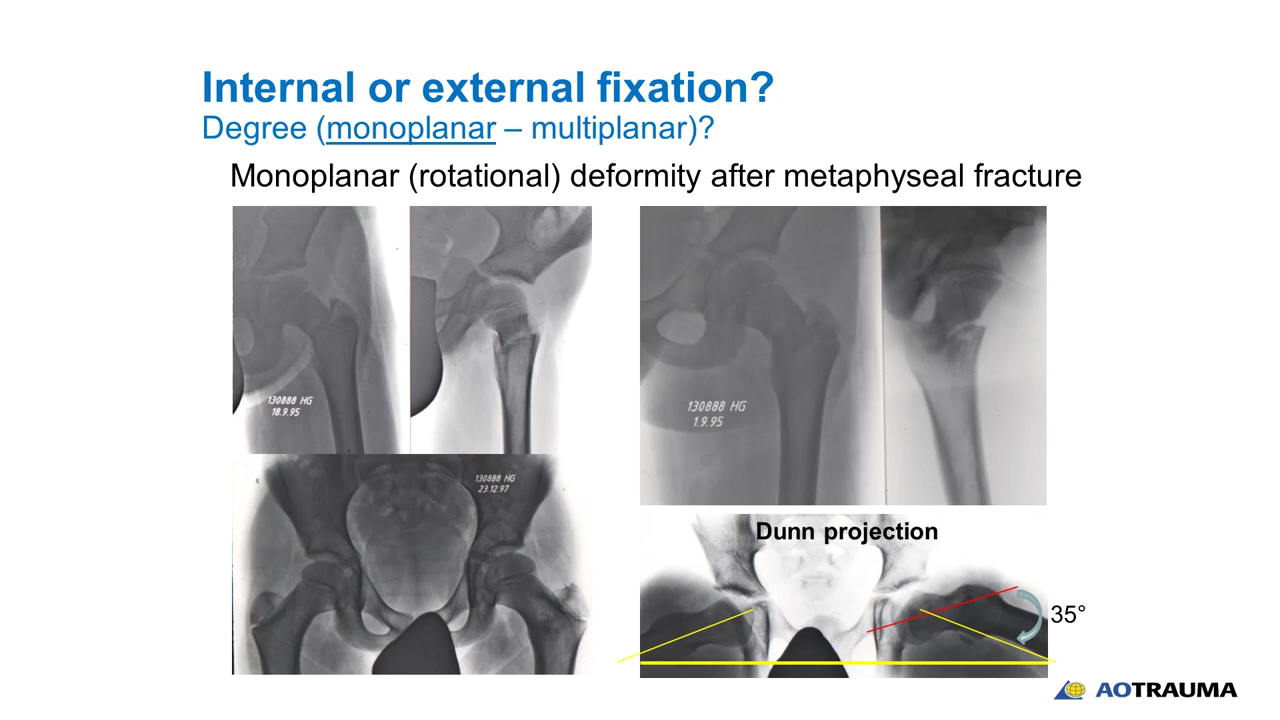 Internal or external fixation?
Degree (monoplanar – multiplanar)?
Monoplanar (rotational) deformity after metaphyseal fracture
130888 HG
18.9.95
130888 HG
1.9.95
130888 HG
23.12.97
Dunn projection
35°
AOTRAUMA